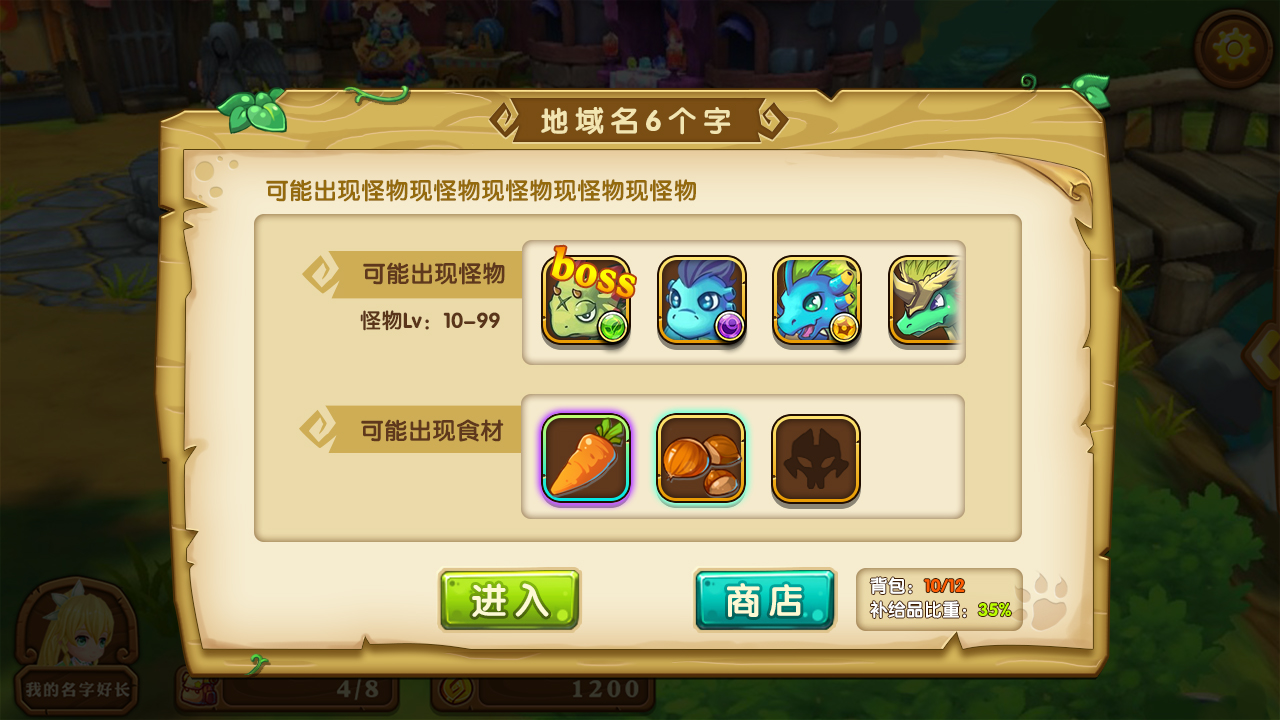 地域名6个字
可能出现怪物现怪物现怪物现怪物现怪物
可能出现怪物
boss
怪物Lv：10-99
可能出现食材
进入
商店
背包：10/12
补给品比重：35%
我的名字好长
4/8
1200